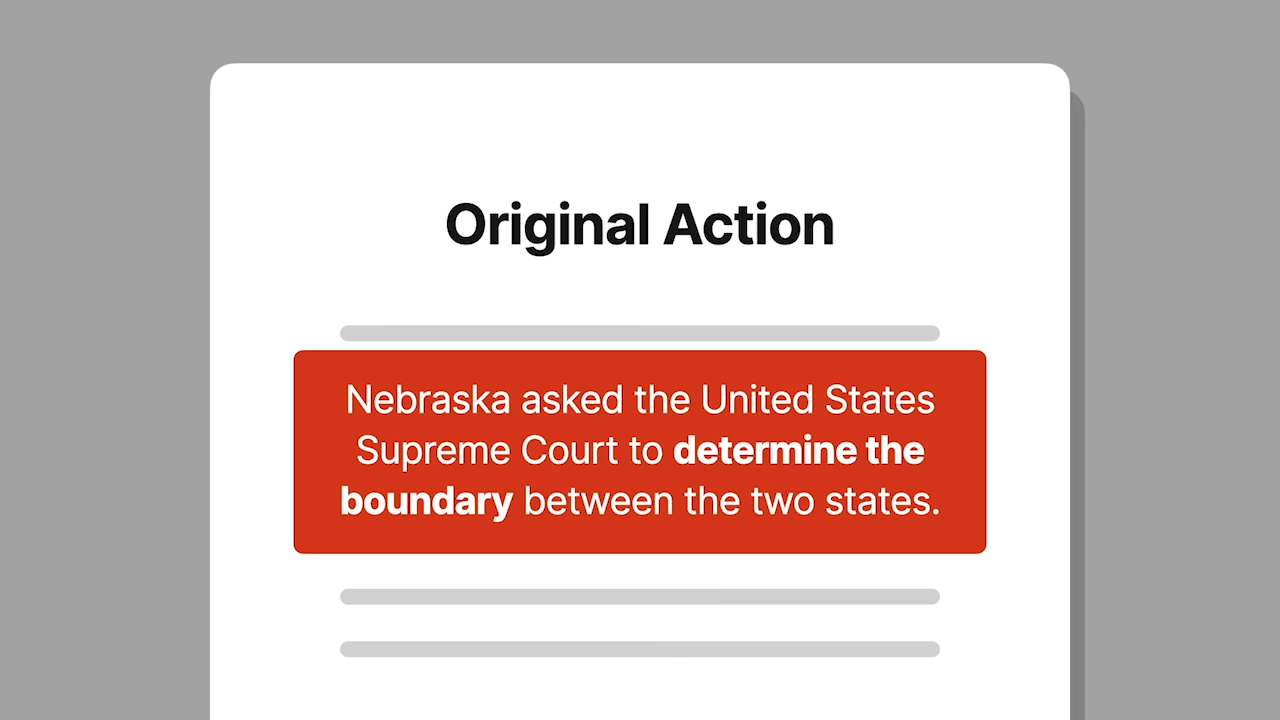 Original Action
Nebraska asked the United States
Supreme Court to determine the
boundary between the two states.